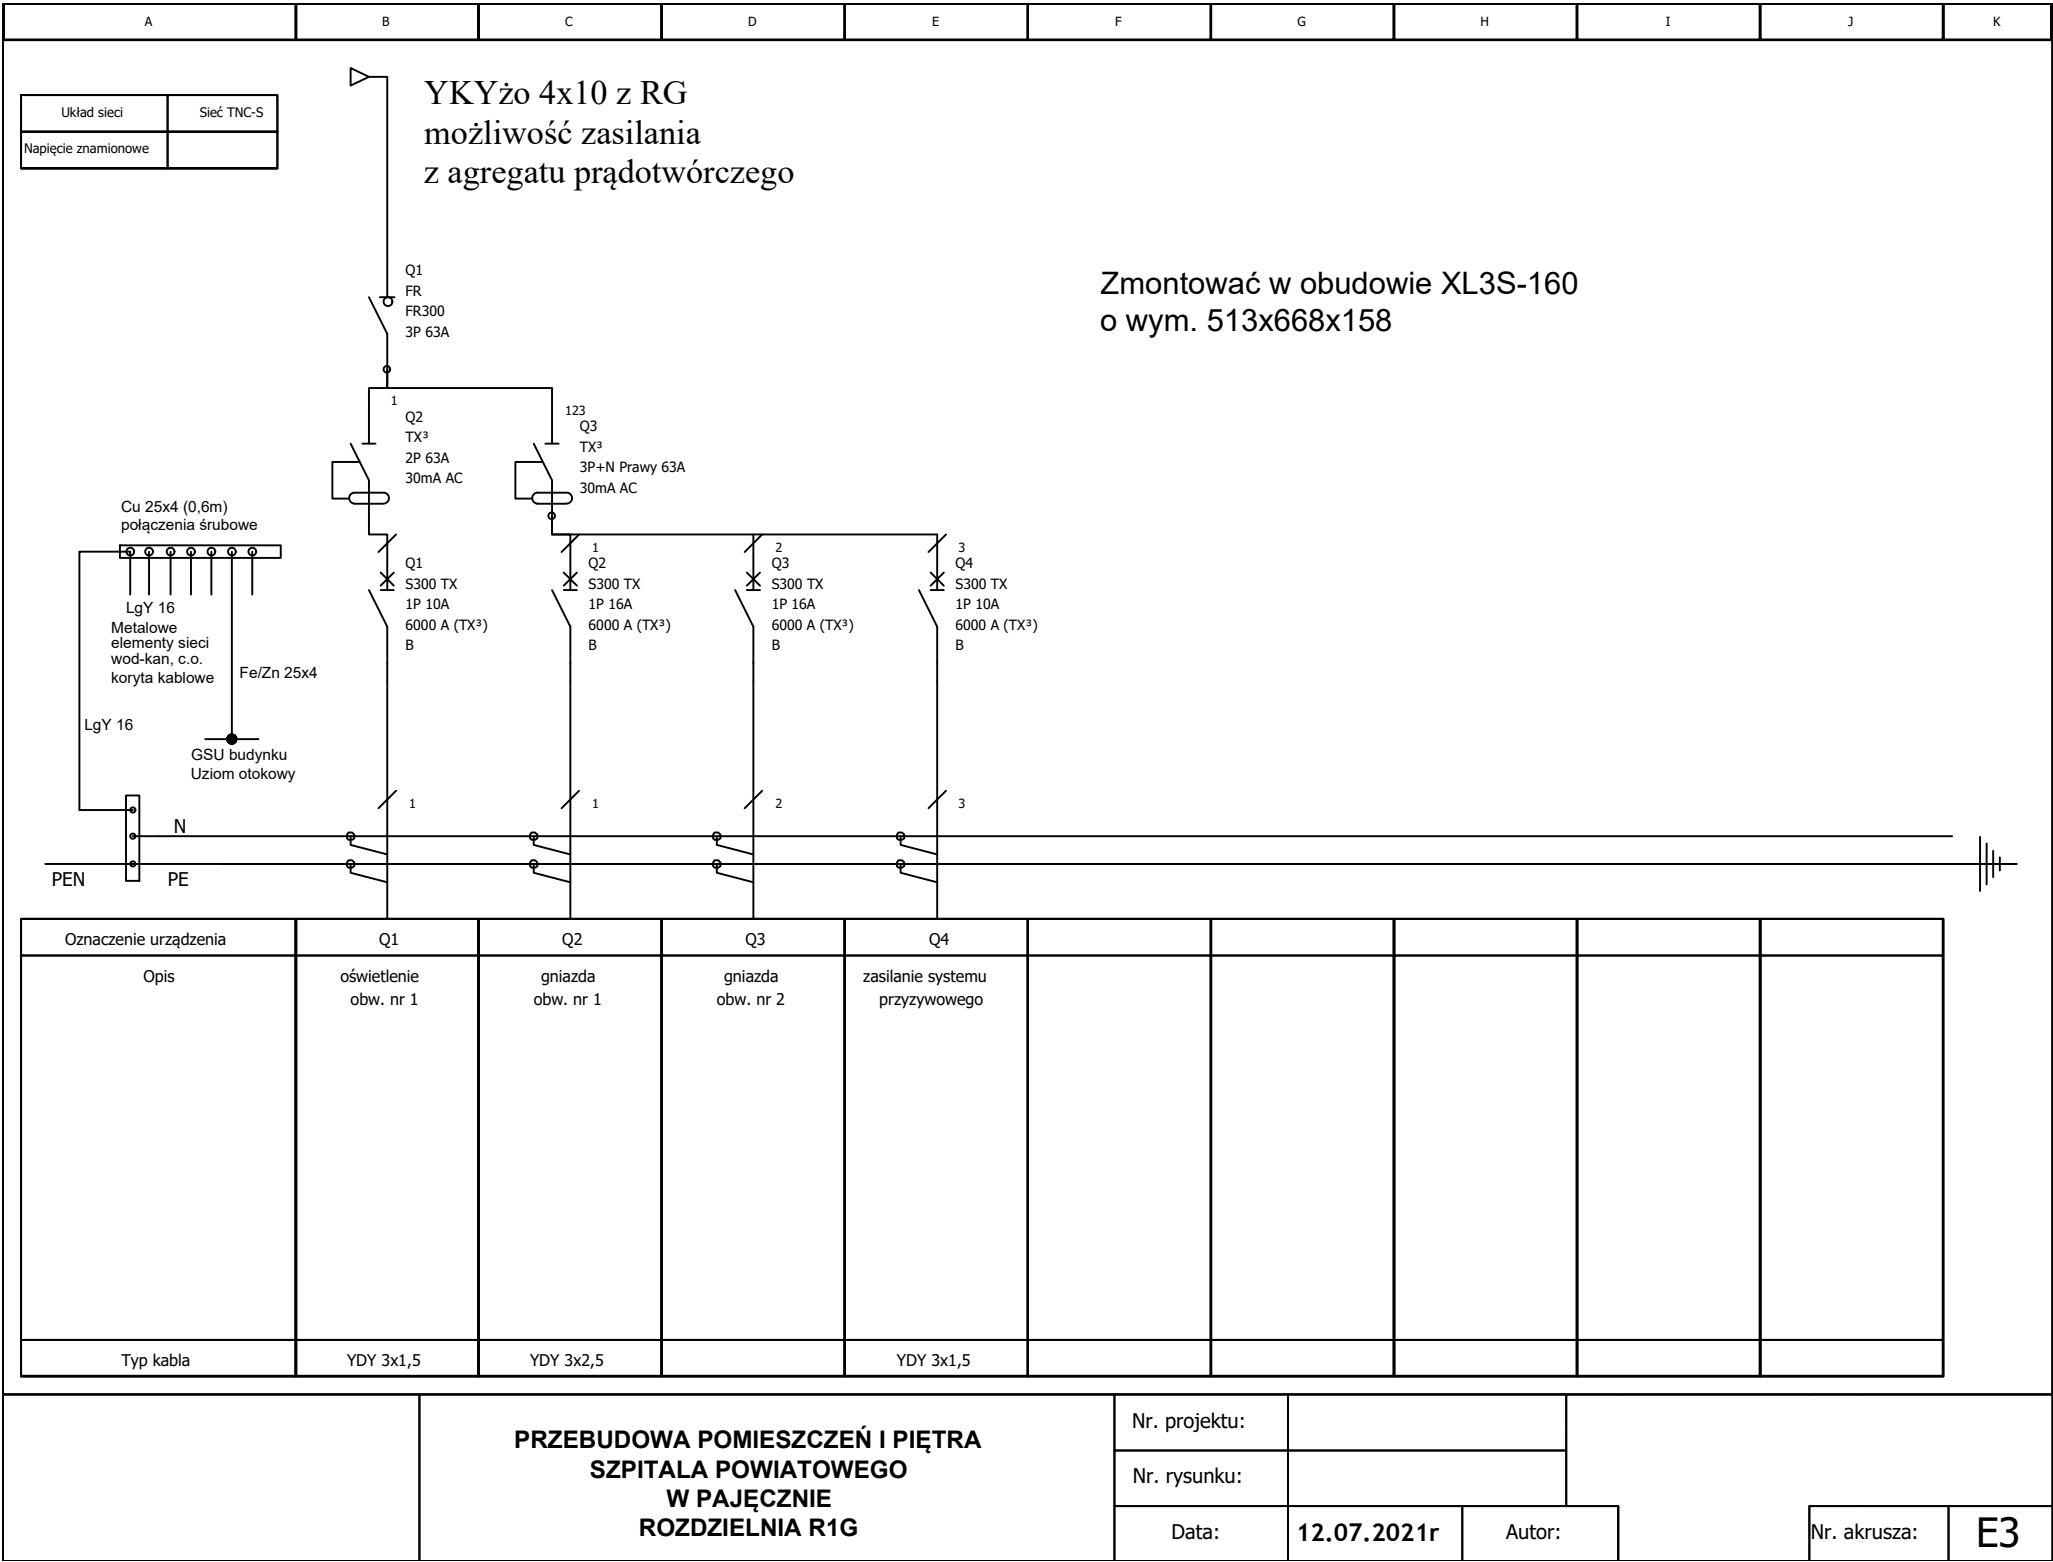 A B C D E F G H I J K
Układ sieci Sieć TNC-S
Napięcie znamionowe
YKYżo 4x10 z RG
możliwość zasilania
z agregatu prądotwórczego
Zmontować w obudowie XL3S-160
o wym. 513x668x158
Q1
FR
FR300
3P 63A
1
Q2
TX³
2P 63A
30mA AC
123
Q3
TX³
3P+N Prawy 63A
30mA AC
Cu 25x4 (0,6m)
połączenia śrubowe
LgY 16
Metalowe
elementy sieci
wod-kan, c.o.
koryta kablowe
Fe/Zn 25x4
LgY 16
GSU budynku
Uziom otokowy
Q1
S300 TX
1P 10A
6000 A (TX³)
B
1
Q2
S300 TX
1P 16A
6000 A (TX³)
B
2
Q3
S300 TX
1P 16A
6000 A (TX³)
B
3
Q4
S300 TX
1P 10A
6000 A (TX³)
B
1 1 2 3
N
PEN PE
Oznaczenie urządzenia Q1 Q2 Q3 Q4
Opis
oświetlenie
obw. nr 1
gniazda
obw. nr 1
gniazda
obw. nr 2
zasilanie systemu
przyzywowego
Typ kabla YDY 3x1,5 YDY 3x2,5 YDY 3x1,5
PRZEBUDOWA POMIESZCZEŃ I PIĘTRA
SZPITALA POWIATOWEGO
W PAJĘCZNIE
ROZDZIELNIA R1G
Nr. projektu:
Nr. rysunku:
Data: 12.07.2021r Autor: Nr. akrusza: E3